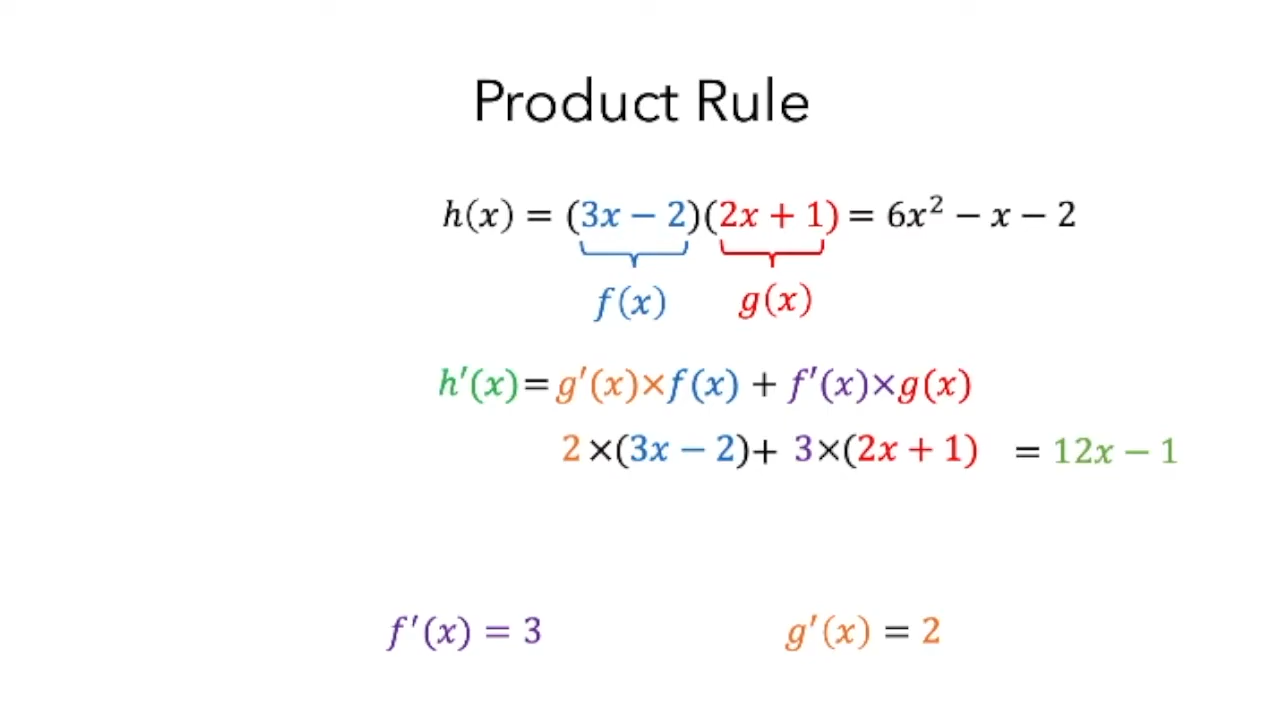 Product Rule
h(x) = (3x − 2)(2x + 1) = 6x² − x − 2
f(x) g(x)
h′(x)=g′(x)×f(x) + f′(x)×g(x)
2 ×(3x − 2)+ 3×(2x + 1) = 12x − 1
f′(x) = 3 g′(x) = 2